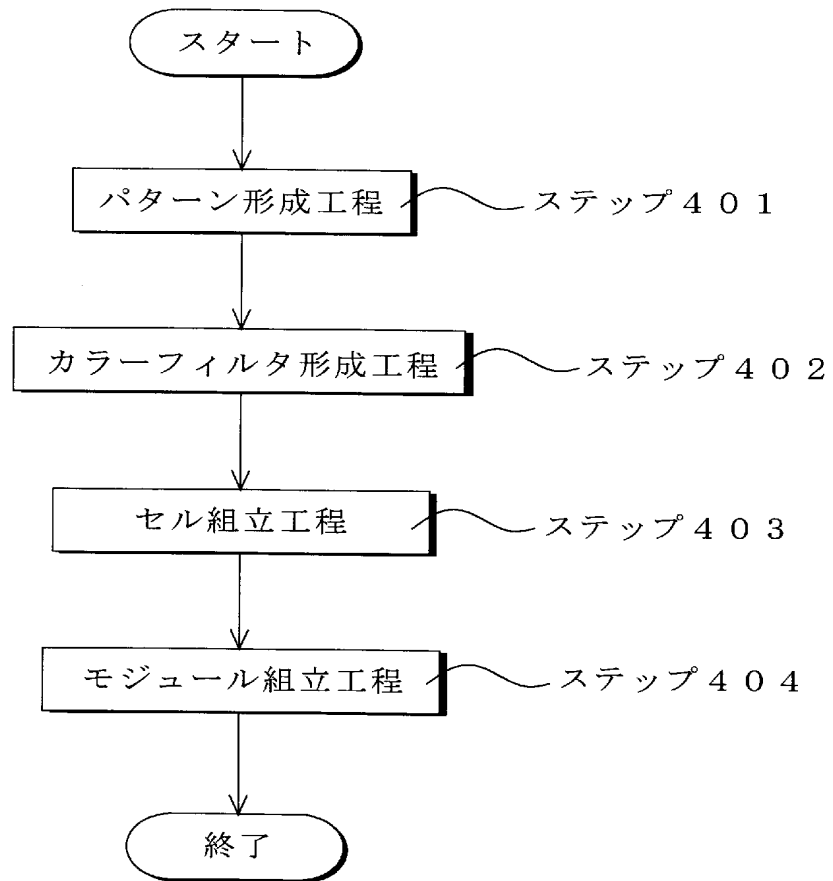 スタート
パターン形成工程
ステップ401
カラーフィルタ形成工程
ステップ402
セル組立工程
ステップ403
モジュール組立工程
ステップ404
終了